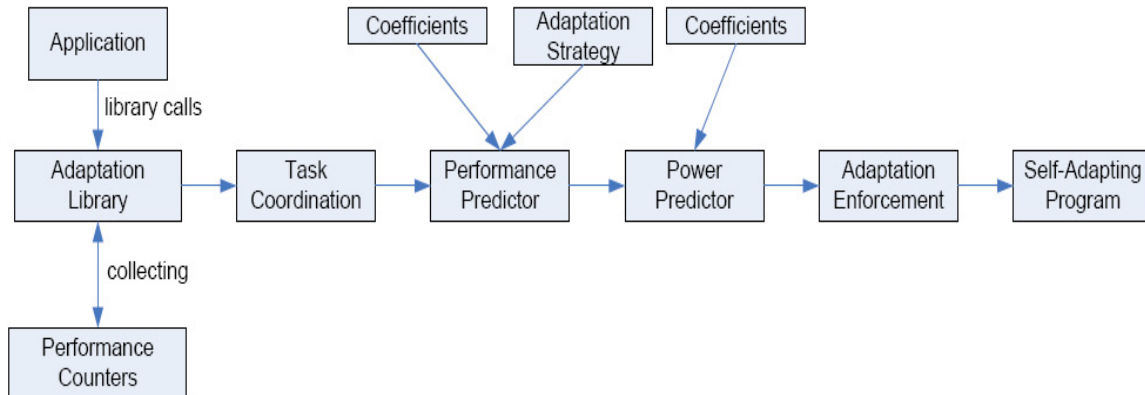 Application
Coefficients
Adaptation
Strategy
Coefficients
library calls
Adaptation
Library
Task
Coordination
Performance
Predictor
Power
Predictor
Adaptation
Enforcement
Self-Adapting
Program
collecting
Performance
Counters